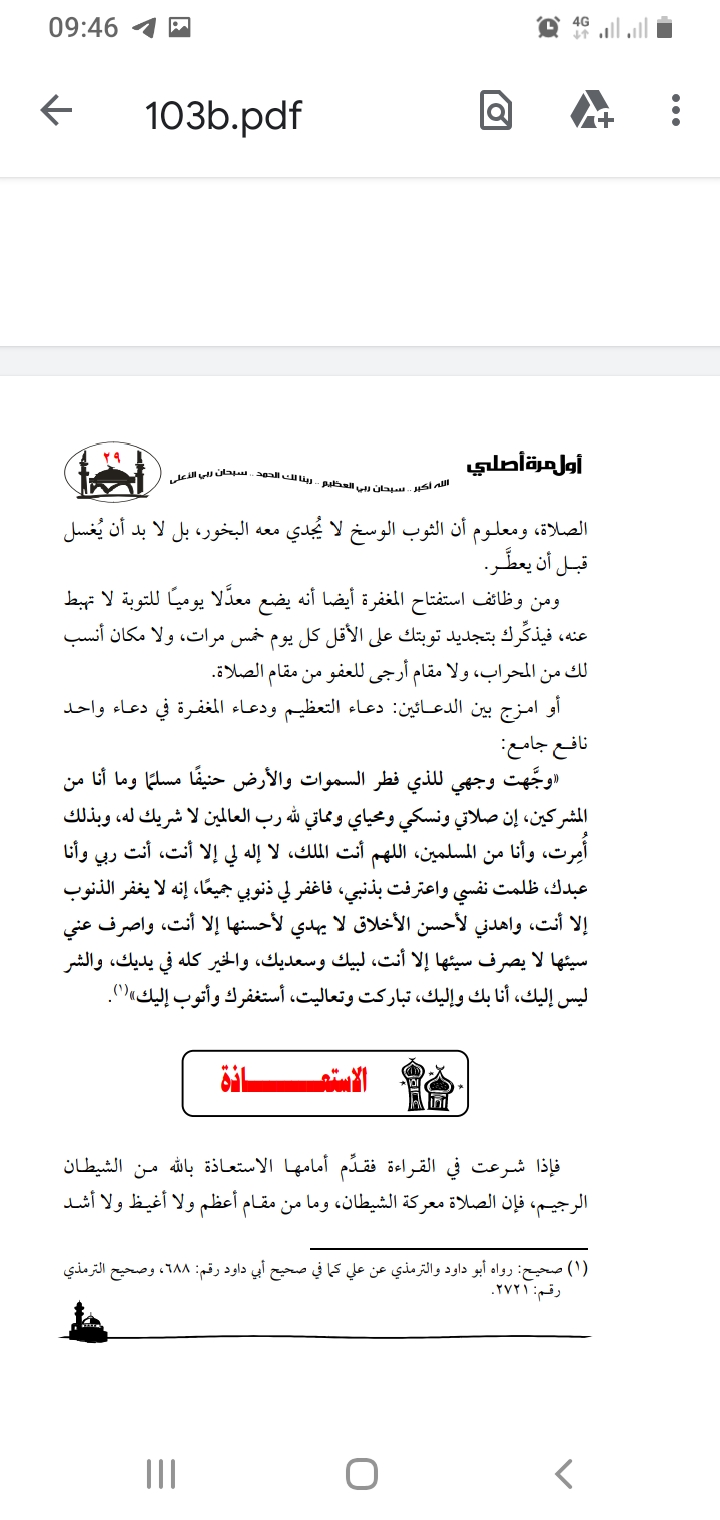 09:46
4G
103b.pdf
أول مرة أصلي
الله أكبر .. سبحان ربي العظيم .. ربنا لك الحمد .. سبحان ربي الأعلى
٢٩
الصلاة، ومعلوم أن الثوب الوسخ لا يُجدي معه البخور، بل لا بد أن يُغسل
قبل أن يعطَّر.
ومن وظائف استفتاح المغفرة أيضا أنه يضع معدَّلا يوميًا للتوبة لا تهبط
عنه، فيذكِّرك بتجديد توبتك على الأقل كل يوم خمس مرات، ولا مكان أنسب
لك من المحراب، ولا مقام أرجى للعفو من مقام الصلاة.
أو امزج بين الدعائين: دعاء التعظيم ودعاء المغفرة في دعاء واحد
نافع جامع:
«وجَّهت وجهي للذي فطر السموات والأرض حنيفًا مسلمًا وما أنا من
المشركين، إن صلاتي ونسكي ومحياي ومماتي لله رب العالمين لا شريك له، وبذلك
أُمِرت، وأنا من المسلمين، اللهم أنت الملك، لا إله لي إلا أنت، أنت ربي وأنا
عبدك، ظلمت نفسي واعترفت بذنبي، فاغفر لي ذنوبي جميعًا، إنه لا يغفر الذنوب
إلا أنت، واهدني لأحسن الأخلاق لا يهدي لأحسنها إلا أنت، واصرف عني
سيئها لا يصرف سيئها إلا أنت، لبيك وسعديك، والخير كله في يديك، والشر
ليس إليك، أنا بك وإليك، تباركت وتعاليت، أستغفرك وأتوب إليك»(١).
الاستعاذة
فإذا شرعت في القراءة فقدِّم أمامها الاستعاذة بالله من الشيطان
الرجيم، فإن الصلاة معركة الشيطان، وما من مقام أعظم ولا أغيظ ولا أشد
(١) صحيح: رواه أبو داود والترمذي عن علي كما في صحيح أبي داود رقم: ٦٨٨، وصحيح الترمذي
رقم: ٢٧٢١.